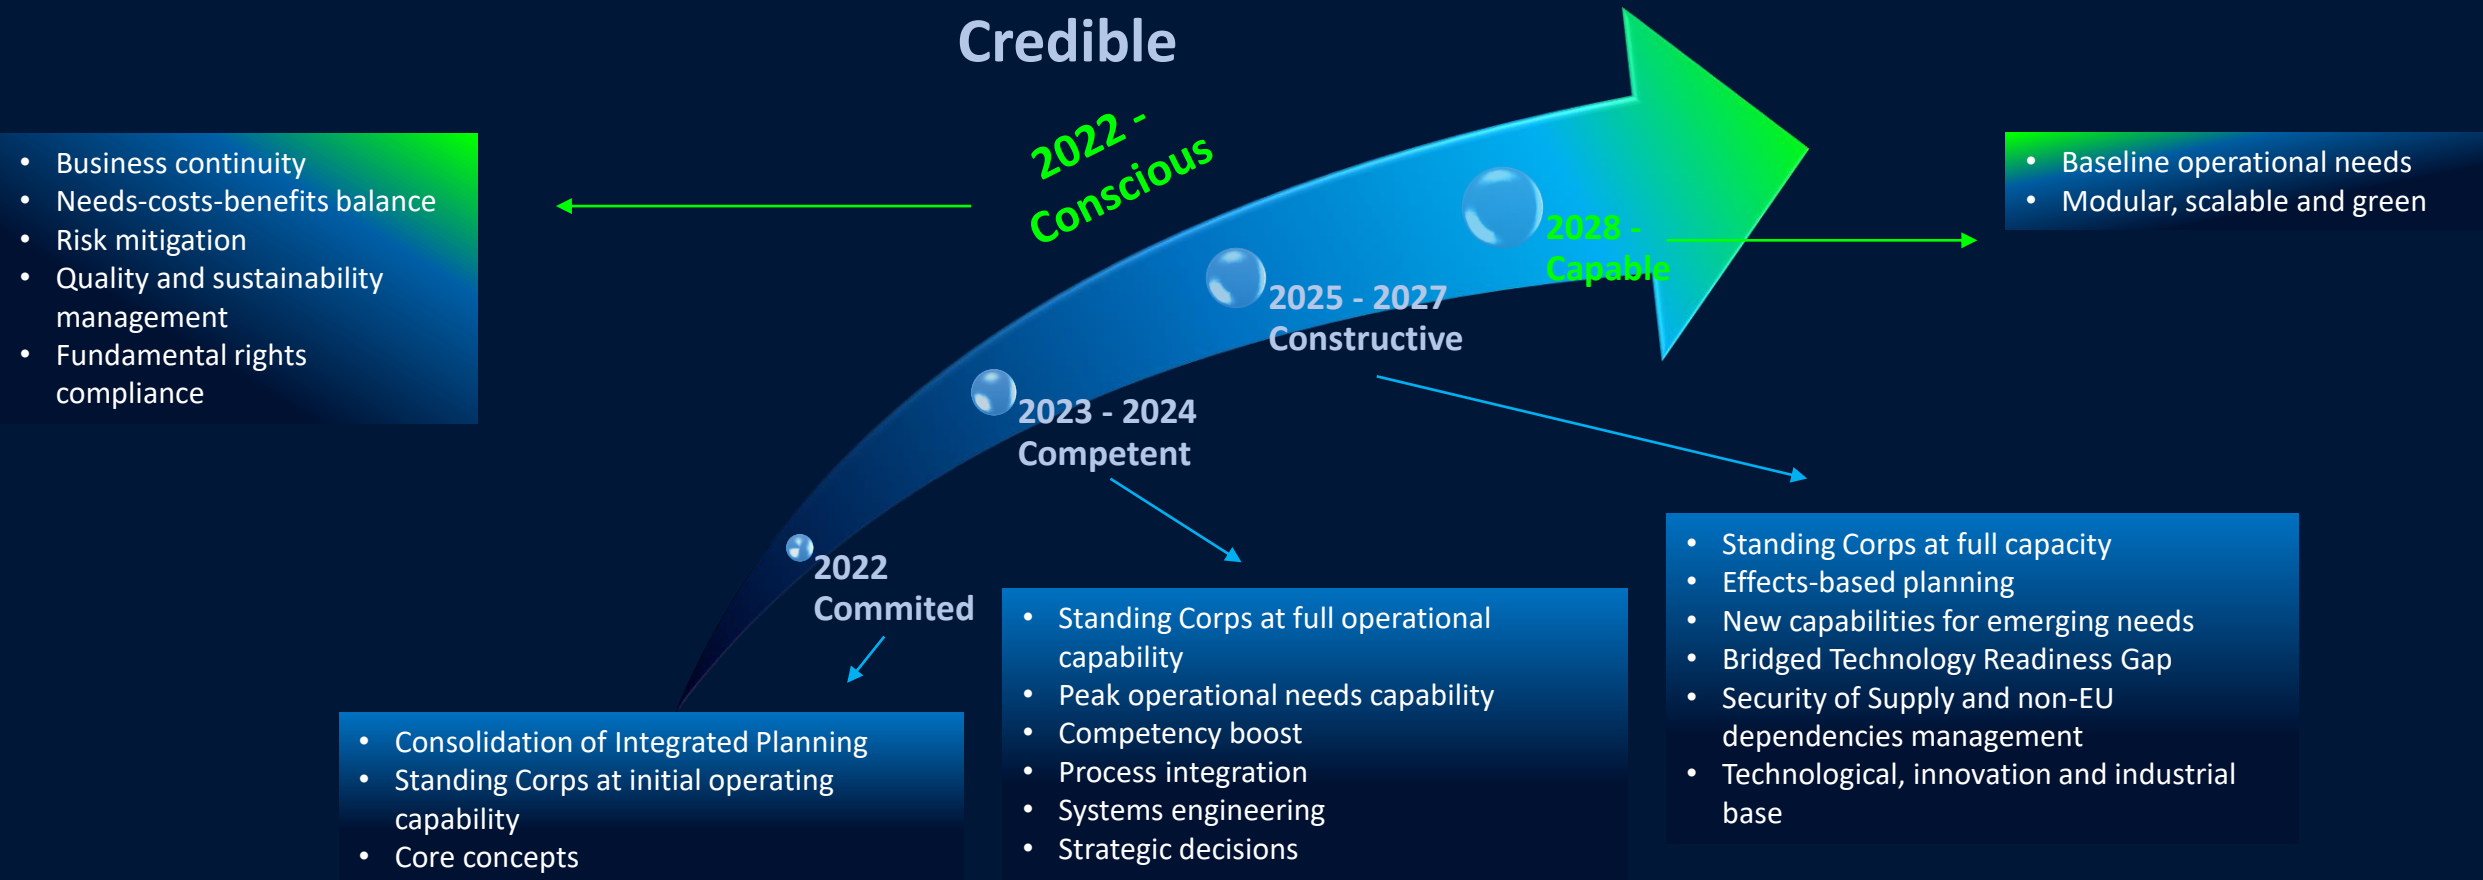 Credible
2022 -
Conscious
• Business continuity
• Needs-costs-benefits balance
• Risk mitigation
• Quality and sustainability
management
• Fundamental rights
compliance
2028 -
Capable
• Baseline operational needs
• Modular, scalable and green
2025 - 2027
Constructive
2023 - 2024
Competent
2022
Commited
• Consolidation of Integrated Planning
• Standing Corps at initial operating
capability
• Core concepts
• Standing Corps at full operational
capability
• Peak operational needs capability
• Competency boost
• Process integration
• Systems engineering
• Strategic decisions
• Standing Corps at full capacity
• Effects-based planning
• New capabilities for emerging needs
• Bridged Technology Readiness Gap
• Security of Supply and non-EU
dependencies management
• Technological, innovation and industrial
base